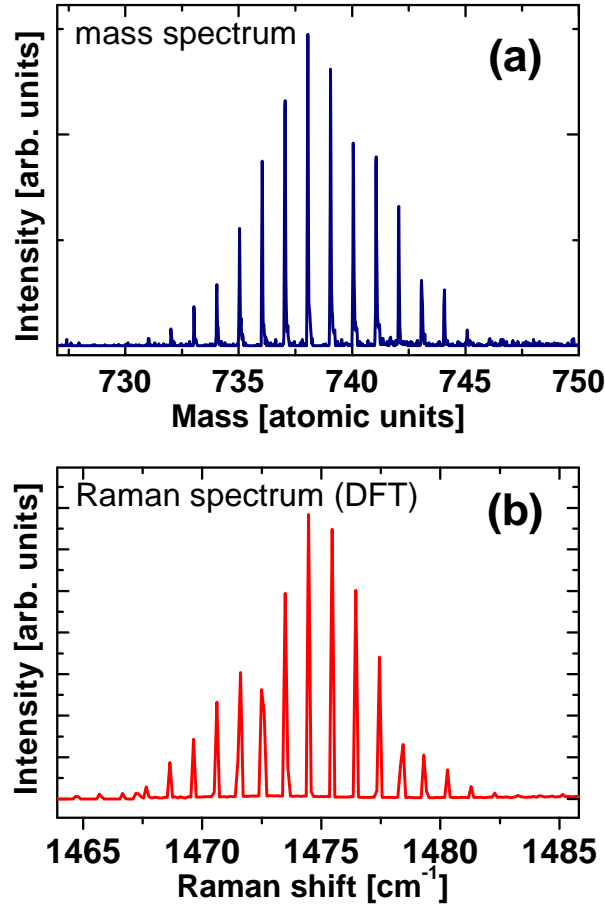 mass spectrum
(a)
Intensity [arb. units]
730 735 740 745 750
Mass [atomic units]
Raman spectrum (DFT)
(b)
Intensity [arb. units]
1465 1470 1475 1480 1485
Raman shift [cm⁻¹]